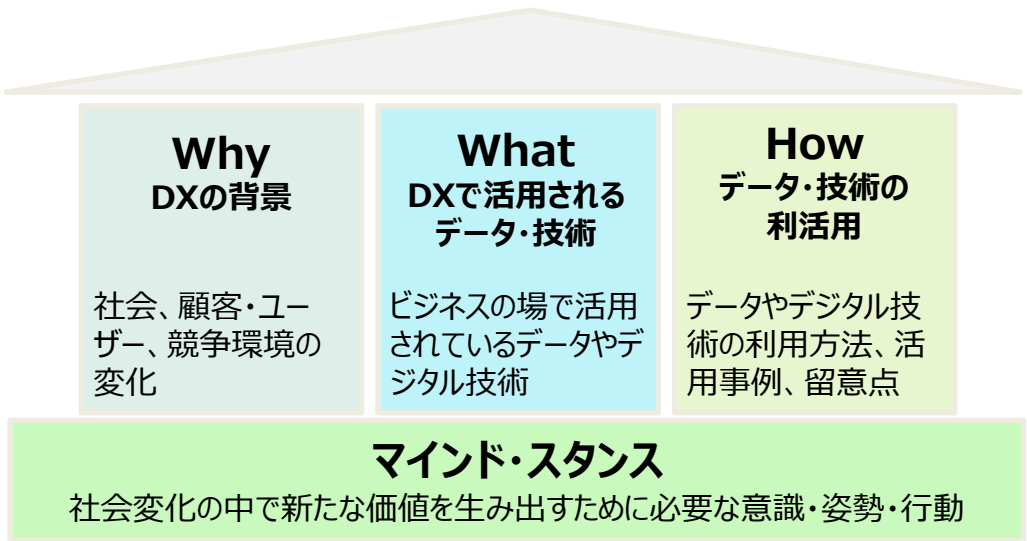 Why
DXの背景
社会、顧客・ユー
ザー、競争環境の
変化
What
DXで活用される
データ・技術
ビジネスの場で活用
されているデータやデ
ジタル技術
How
データ・技術の
利活用
データやデジタル技
術の利用方法、活
用事例、留意点
マインド・スタンス
社会変化の中で新たな価値を生み出すために必要な意識・姿勢・行動